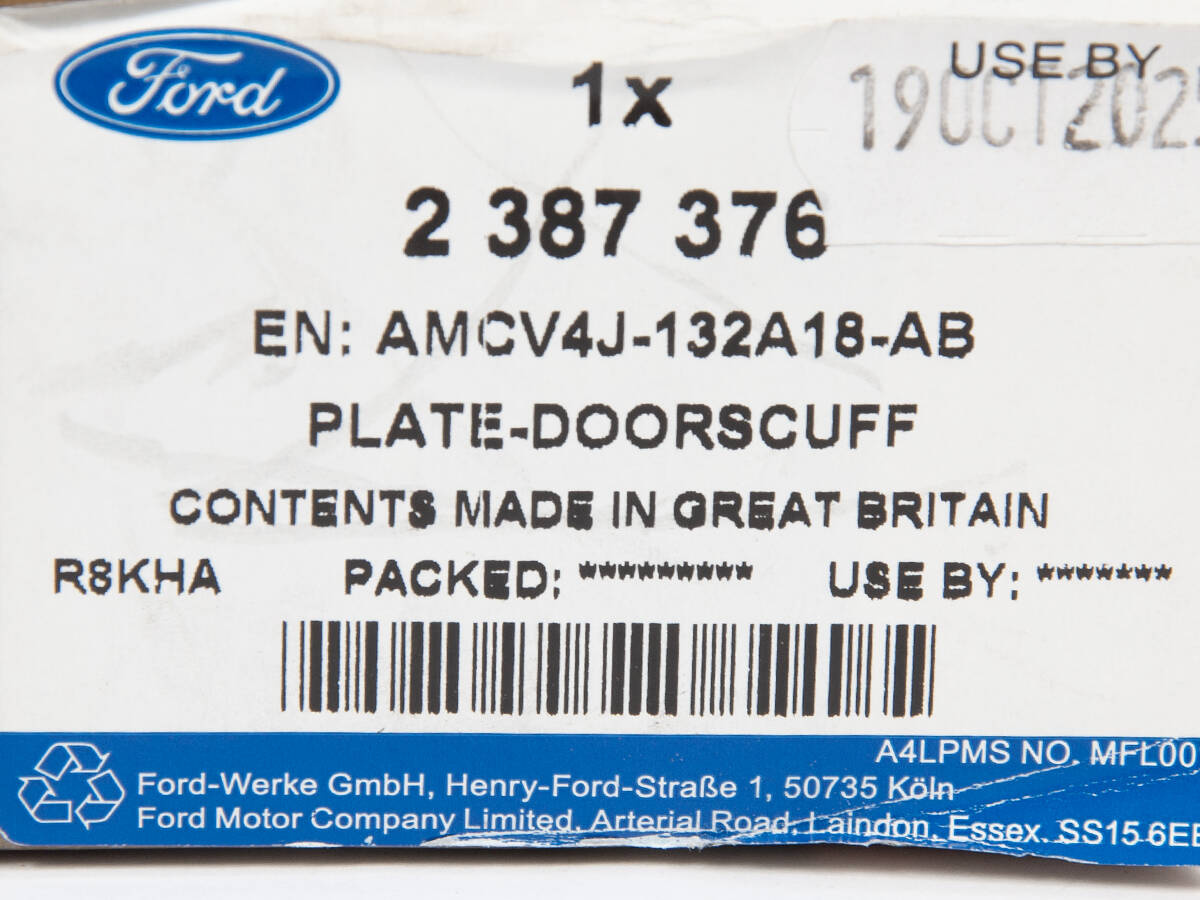 Ford
1x
USE BY
19OCT202
2 387 376
EN: AMCV4J-132A18-AB
PLATE-DOORSCUFF
CONTENTS MADE IN GREAT BRITAIN
R8KHA PACKED: ********* USE BY: *******
A4LPMS NO. MFL00
Ford-Werke GmbH, Henry-Ford-Straße 1, 50735 Köln
Ford Motor Company Limited, Arterial Road, Laindon, Essex. SS15 6EE